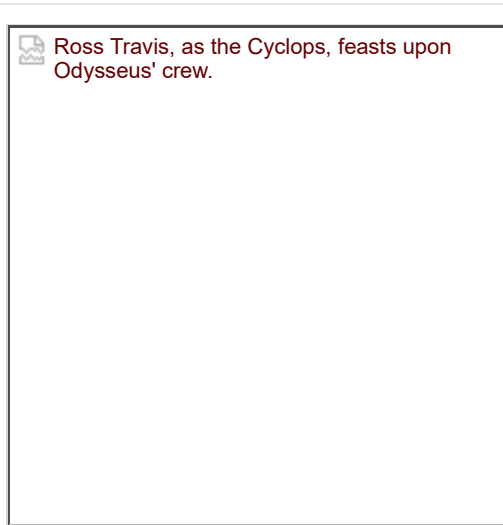 Ross Travis, as the Cyclops, feasts upon
Odysseus' crew.